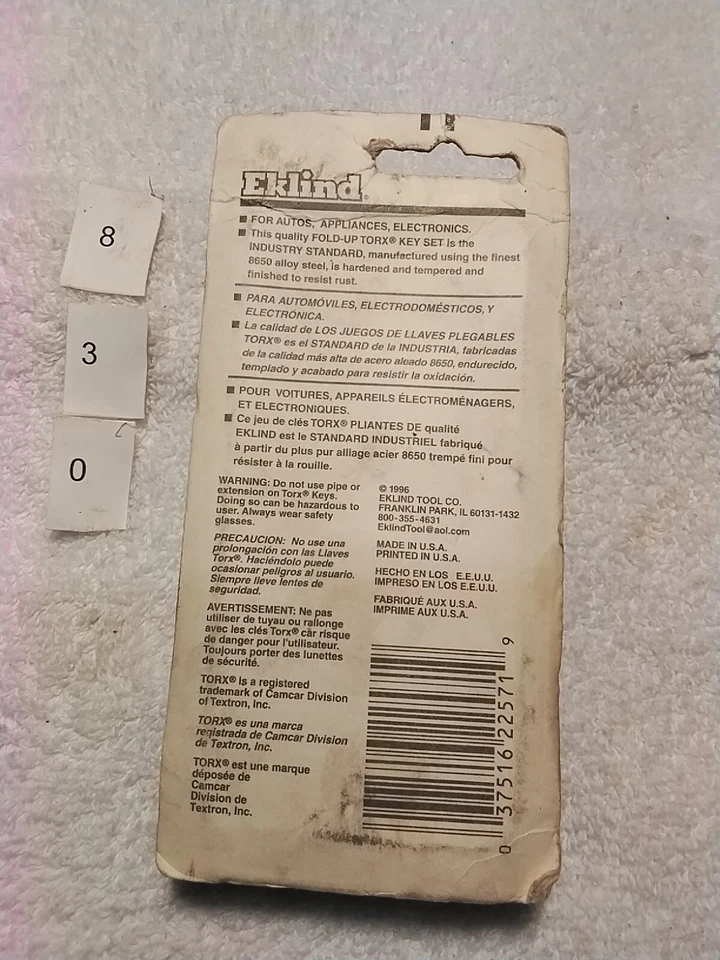 8
3
0
Eklind®
■ FOR AUTOS, APPLIANCES, ELECTRONICS.
■ This quality FOLD-UP TORX® KEY SET is the
INDUSTRY STANDARD, manufactured using the finest
8650 alloy steel, is hardened and tempered and
finished to resist rust.
■ PARA AUTOMÓVILES, ELECTRODOMÉSTICOS, Y
ELECTRÓNICA.
■ La calidad de LOS JUEGOS DE LLAVES PLEGABLES
TORX® es el STANDARD de la INDUSTRIA, fabricadas
de la calidad más alta de acero aleado 8650, endurecido,
templado y acabado para resistir la oxidación.
■ POUR VOITURES, APPAREILS ÉLECTROMÉNAGERS,
ET ELECTRONIQUES.
■ Ce jeu de clés TORX® PLIANTES DE qualité
EKLIND est le STANDARD INDUSTRIEL fabriqué
à partir du plus pur alliage acier 8650 trempé fini pour
résister à la rouille.
WARNING: Do not use pipe or
extension on Torx® Keys.
Doing so can be hazardous to
user. Always wear safety
glasses.
PRECAUCION: No use una
prolongación con las Llaves
Torx®. Haciéndolo puede
ocasionar peligros al usuario.
Siempre lleve lentes de
seguridad.
AVERTISSEMENT: Ne pas
utiliser de tuyau ou rallonge
avec les clés Torx® car risque
de danger pour l'utilisateur.
Toujours porter des lunettes
de sécurité.
TORX® is a registered
trademark of Camcar Division
of Textron, Inc.
TORX® es una marca
registrada de Camcar Division
de Textron, Inc.
TORX® est une marque
déposée de
Camcar
Division de
Textron, Inc.
© 1996
EKLIND TOOL CO.
FRANKLIN PARK, IL 60131-1432
800-355-4631
EklindTool@aol.com
MADE IN U.S.A.
PRINTED IN U.S.A.
HECHO EN LOS E.E.U.U.
IMPRESO EN LOS E.E.U.U.
FABRIQUÉ AUX U.S.A.
IMPRIME AUX U.S.A.
0 37516 22571 9